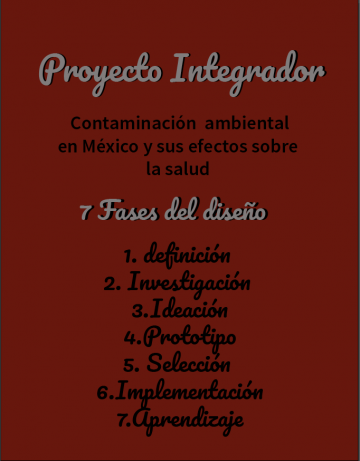 Proyecto Integrador
Contaminación ambiental
en México y sus efectos sobre
la salud
7 Fases del diseño
1. definición
2. Investigación
3.Ideación
4.Prototipo
5. Selección
6.Implementación
7.Aprendizaje